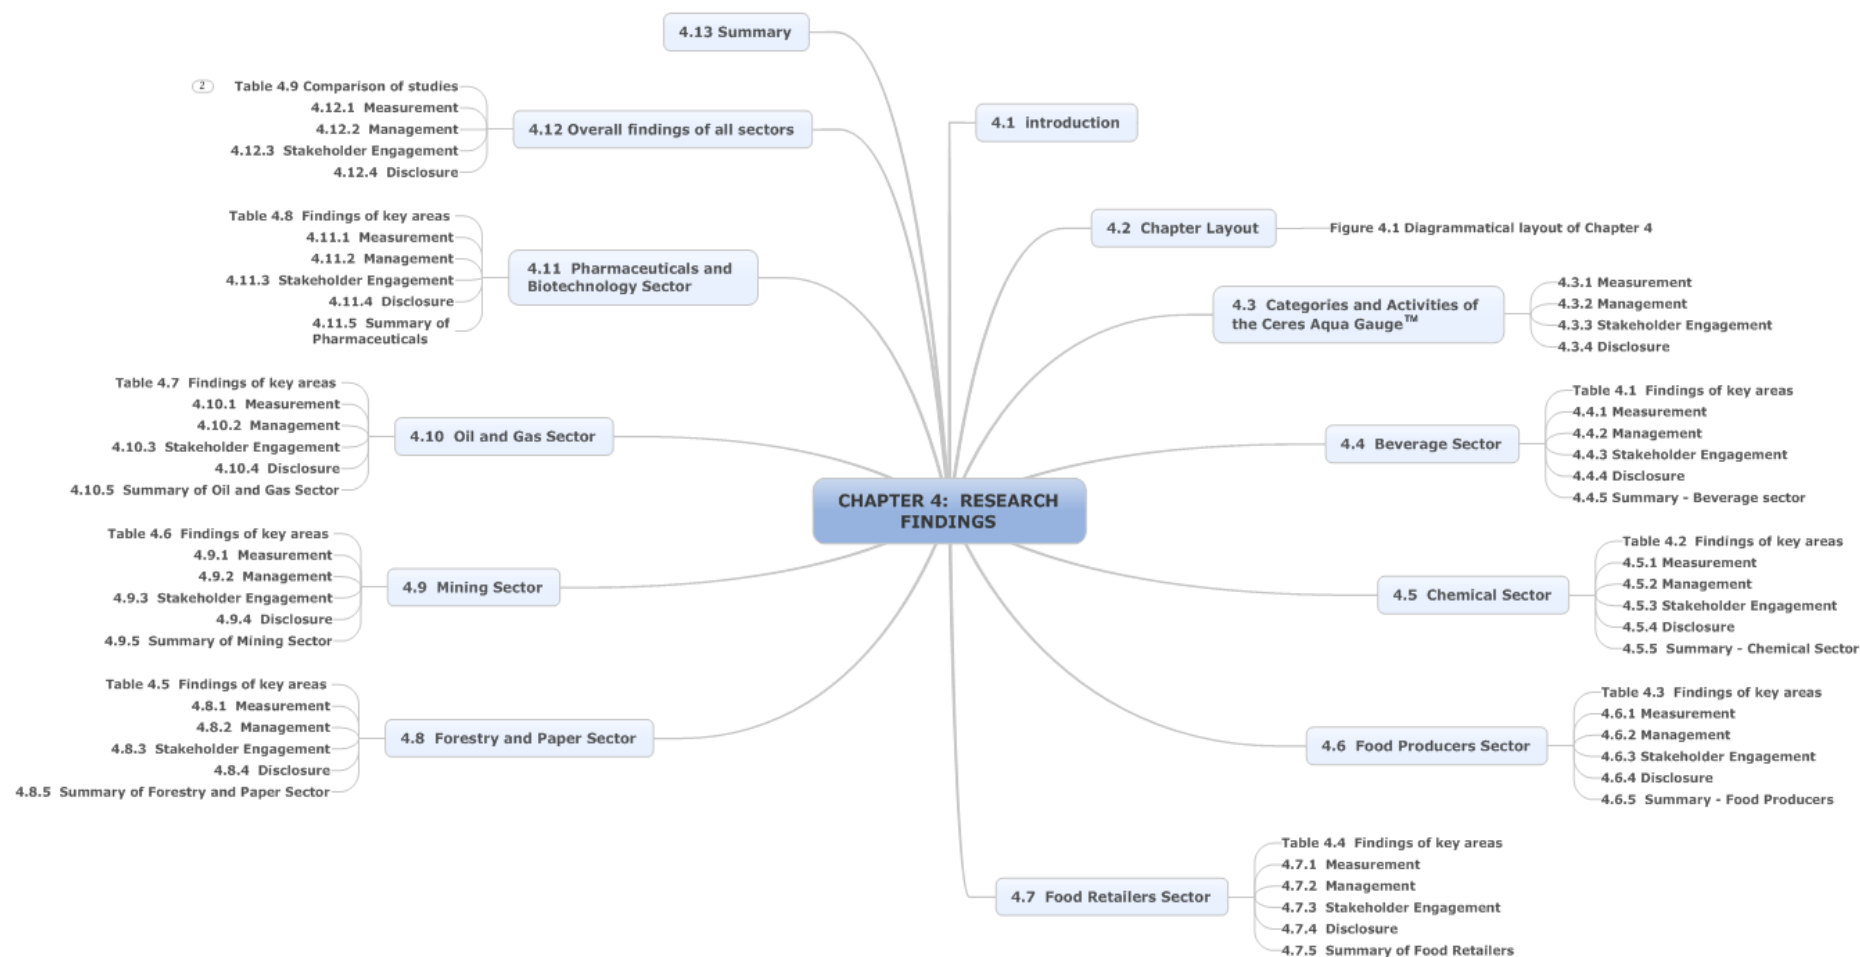 4.13 Summary
2
Table 4.9 Comparison of studies
4.12.1 Measurement
4.12.2 Management
4.12.3 Stakeholder Engagement
4.12.4 Disclosure
4.12 Overall findings of all sectors
4.1 introduction
4.2 Chapter Layout
Figure 4.1 Diagrammatical layout of Chapter 4
4.3 Categories and Activities of
the Ceres Aqua Gauge™
4.3.1 Measurement
4.3.2 Management
4.3.3 Stakeholder Engagement
4.3.4 Disclosure
Table 4.8 Findings of key areas
4.11.1 Measurement
4.11.2 Management
4.11.3 Stakeholder Engagement
4.11.4 Disclosure
4.11.5 Summary of
Pharmaceuticals
4.11 Pharmaceuticals and
Biotechnology Sector
4.4 Beverage Sector
Table 4.1 Findings of key areas
4.4.1 Measurement
4.4.2 Management
4.4.3 Stakeholder Engagement
4.4.4 Disclosure
4.4.5 Summary - Beverage sector
Table 4.7 Findings of key areas
4.10.1 Measurement
4.10.2 Management
4.10.3 Stakeholder Engagement
4.10.4 Disclosure
4.10.5 Summary of Oil and Gas Sector
4.10 Oil and Gas Sector
CHAPTER 4: RESEARCH
FINDINGS
4.5 Chemical Sector
Table 4.2 Findings of key areas
4.5.1 Measurement
4.5.2 Management
4.5.3 Stakeholder Engagement
4.5.4 Disclosure
4.5.5 Summary - Chemical Sector
Table 4.6 Findings of key areas
4.9.1 Measurement
4.9.2 Management
4.9.3 Stakeholder Engagement
4.9.4 Disclosure
4.9.5 Summary of Mining Sector
4.9 Mining Sector
4.6 Food Producers Sector
Table 4.3 Findings of key areas
4.6.1 Measurement
4.6.2 Management
4.6.3 Stakeholder Engagement
4.6.4 Disclosure
4.6.5 Summary - Food Producers
Table 4.5 Findings of key areas
4.8.1 Measurement
4.8.2 Management
4.8.3 Stakeholder Engagement
4.8.4 Disclosure
4.8.5 Summary of Forestry and Paper Sector
4.8 Forestry and Paper Sector
4.7 Food Retailers Sector
Table 4.4 Findings of key areas
4.7.1 Measurement
4.7.2 Management
4.7.3 Stakeholder Engagement
4.7.4 Disclosure
4.7.5 Summary of Food Retailers